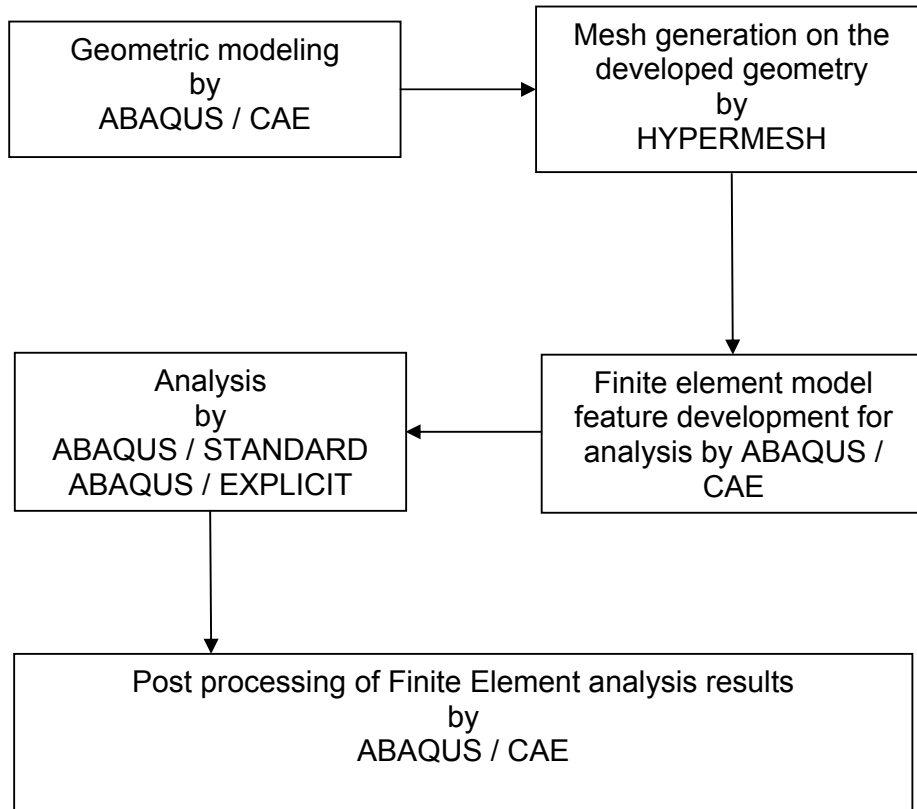 Geometric modeling
by
ABAQUS / CAE
Mesh generation on the
developed geometry
by
HYPERMESH
Finite element model
feature development for
analysis by ABAQUS /
CAE
Analysis
by
ABAQUS / STANDARD
ABAQUS / EXPLICIT
Post processing of Finite Element analysis results
by
ABAQUS / CAE